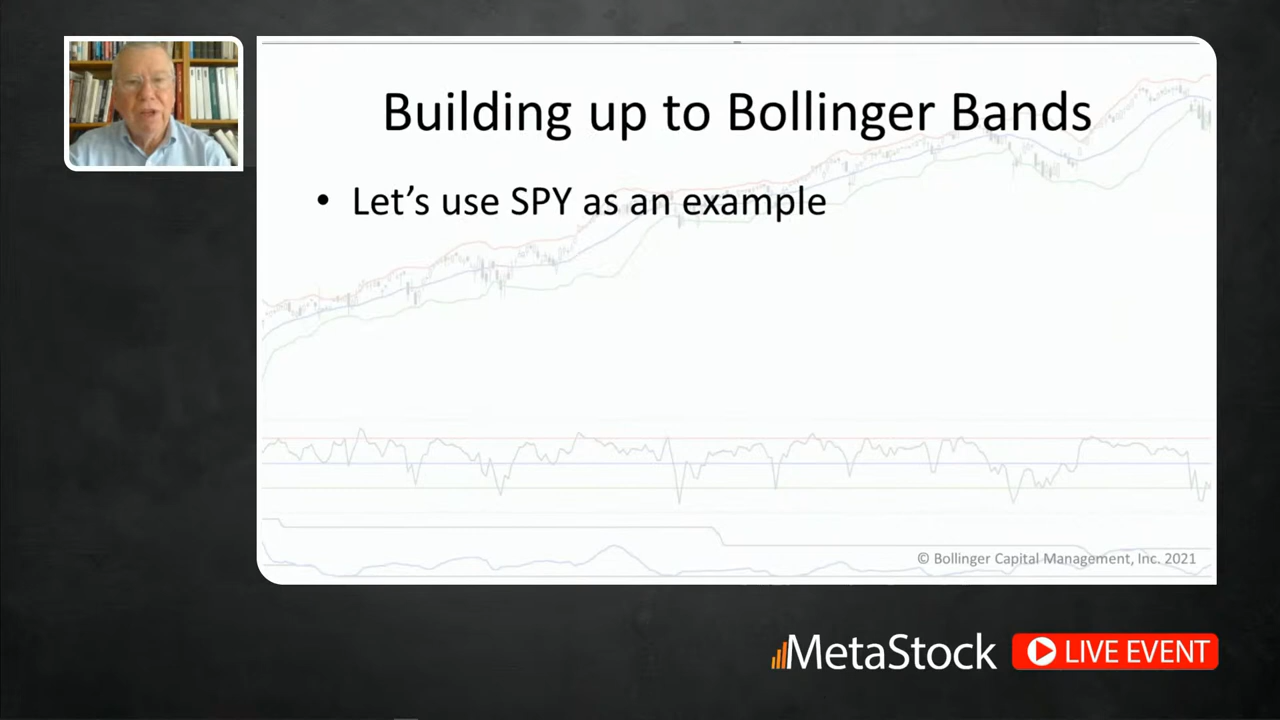 Building up to Bollinger Bands
• Let's use SPY as an example
© Bollinger Capital Management, Inc. 2021
MetaStock LIVE EVENT